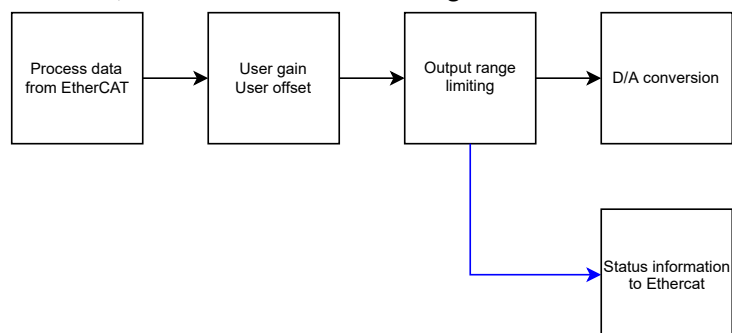 Process data
from EtherCAT
User gain
User offset
Output range
limiting
D/A conversion
Status information
to Ethercat